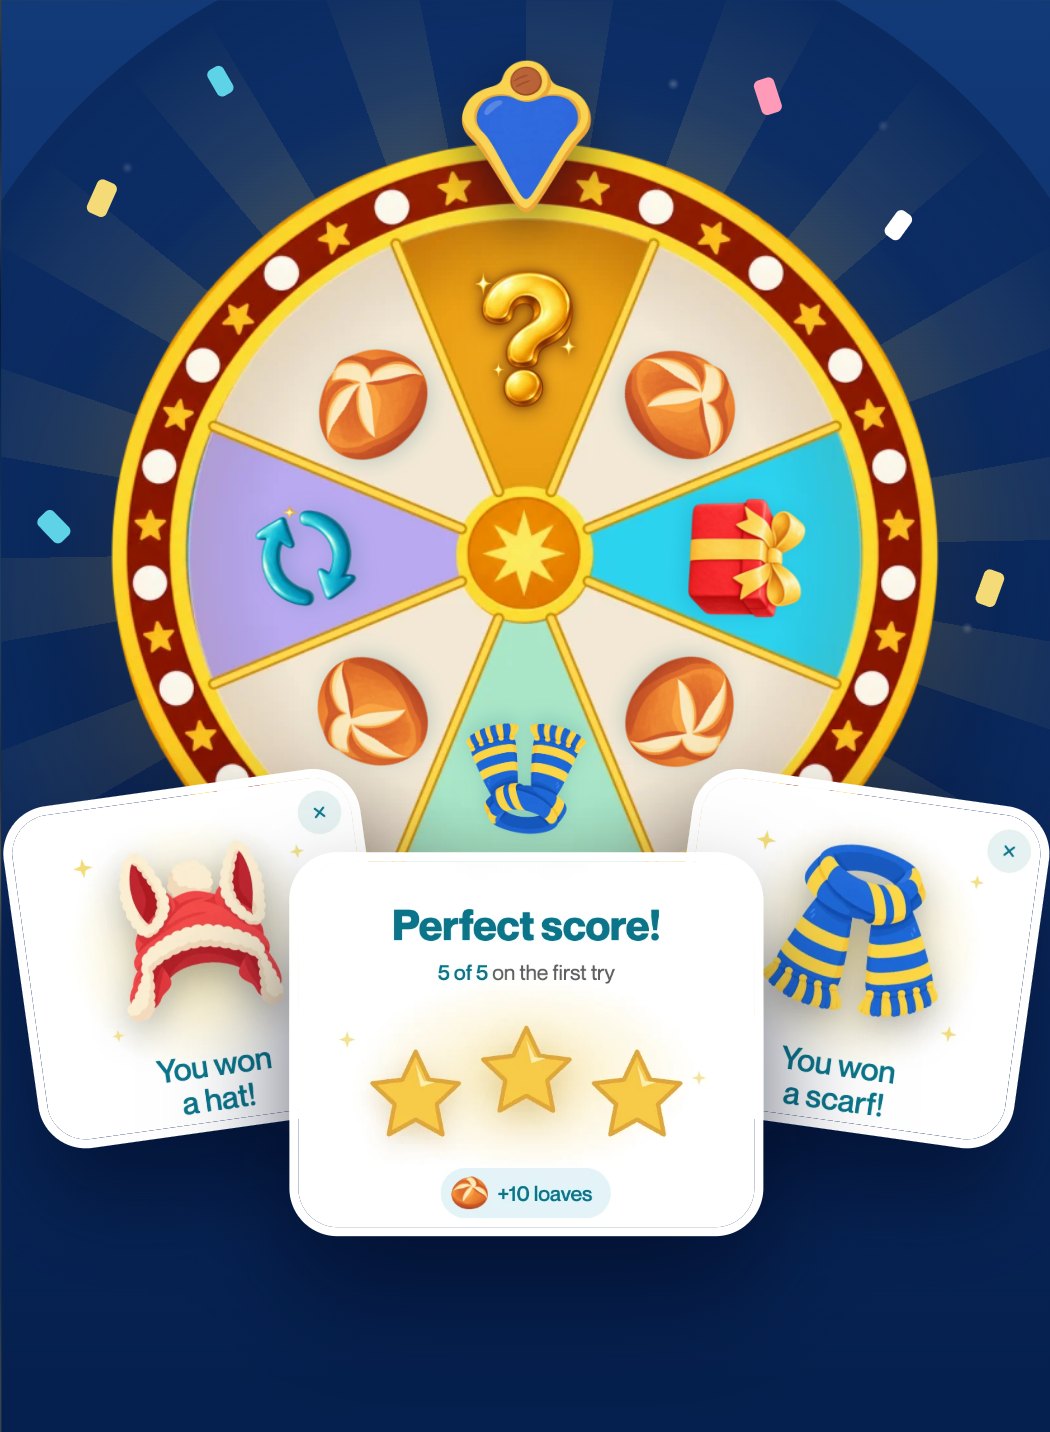 ?
Perfect score!
5 of 5 on the first try
You won
a hat!
You won
a scarf!
+10 loaves